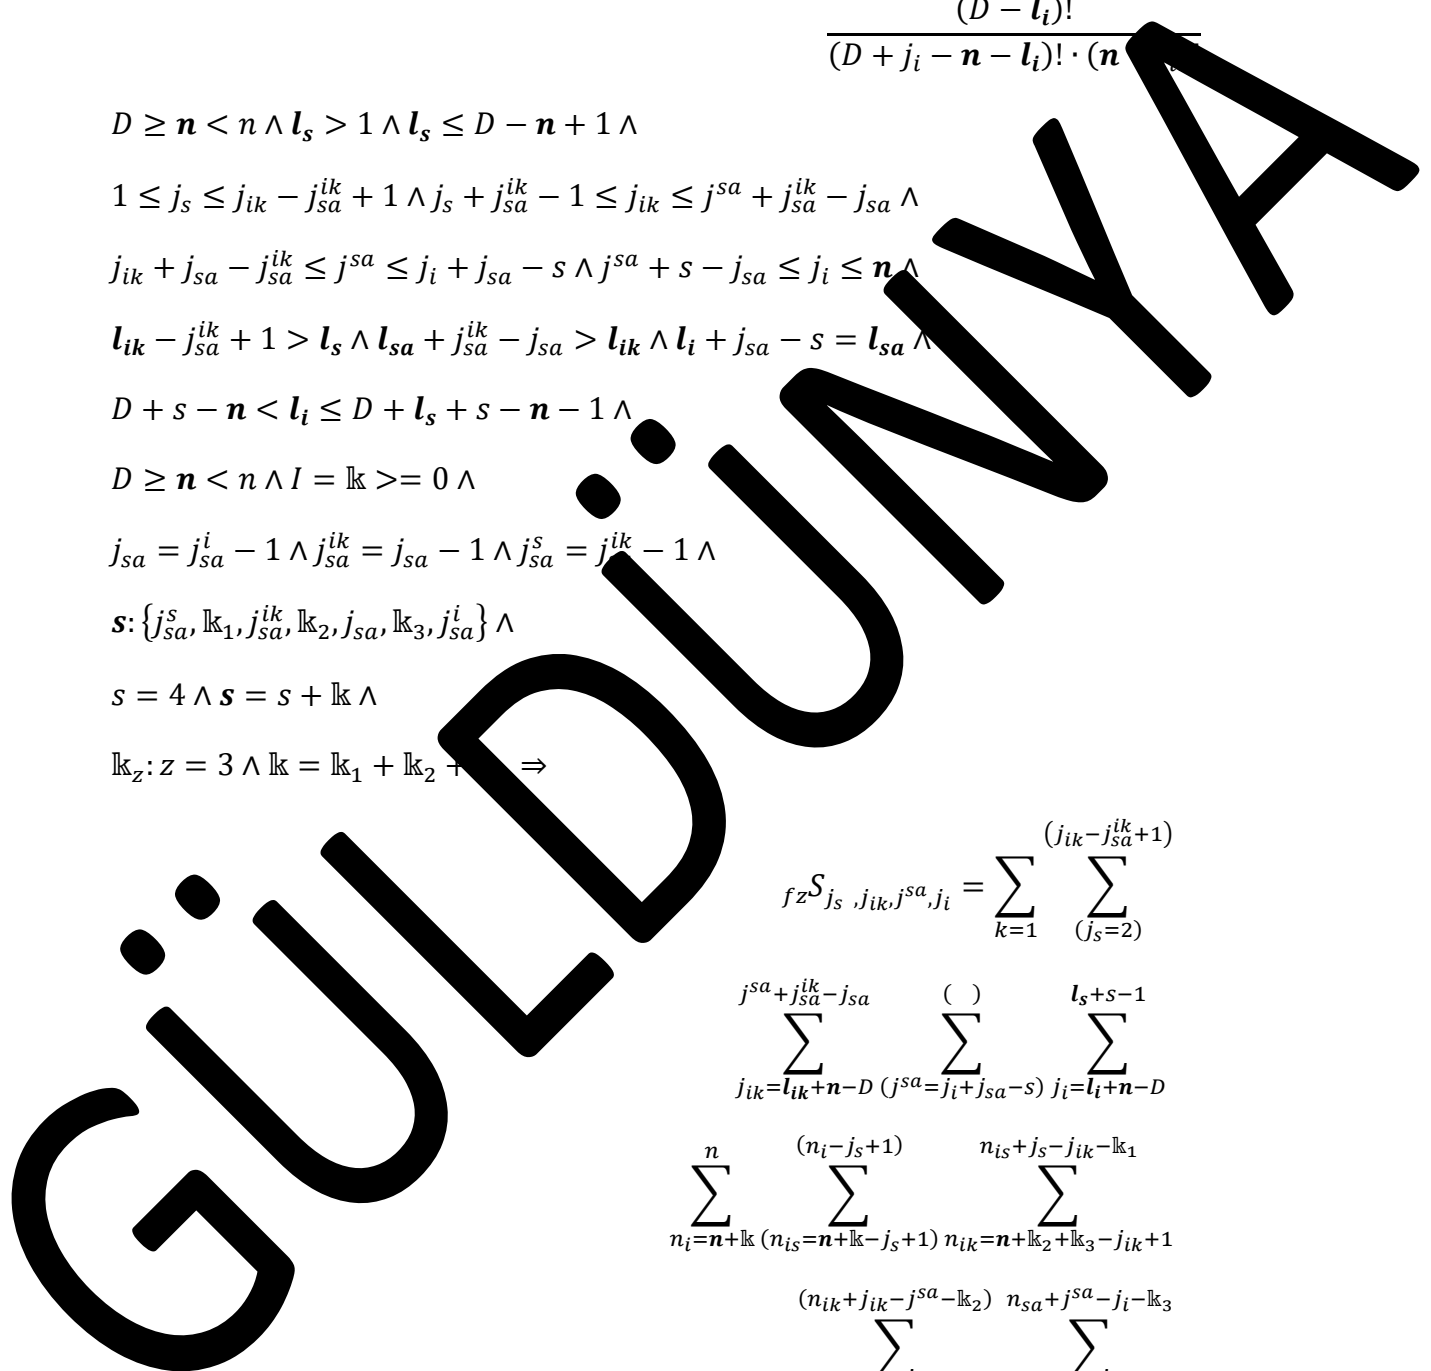 (D − l_i)!
(D + j_i − n − l_i)! · (n
D ≥ n < n ∧ l_s > 1 ∧ l_s ≤ D − n + 1 ∧
1 ≤ j_s ≤ j_ik − j_sa^ik + 1 ∧ j_s + j_sa^ik − 1 ≤ j_ik ≤ j^sa + j_sa^ik − j_sa ∧
j_ik + j_sa − j_sa^ik ≤ j^sa ≤ j_i + j_sa − s ∧ j^sa + s − j_sa ≤ j_i ≤ n ∧
l_ik − j_sa^ik + 1 > l_s ∧ l_sa + j_sa^ik − j_sa > l_ik ∧ l_i + j_sa − s = l_sa ∧
D + s − n < l_i ≤ D + l_s + s − n − 1 ∧
D ≥ n < n ∧ I = 𝕜 >= 0 ∧
j_sa = j_sa^i − 1 ∧ j_sa^ik = j_sa − 1 ∧ j_sa^s = j_sa^ik − 1 ∧
s: {j_sa^s, 𝕜_1, j_sa^ik, 𝕜_2, j_sa, 𝕜_3, j_sa^i} ∧
s = 4 ∧ s = s + 𝕜 ∧
𝕜_z: z = 3 ∧ 𝕜 = 𝕜_1 + 𝕜_2 + ⇒
(j_ik−j_sa^ik+1)
fzS_{j_s ,j_ik,j^sa,j_i} = ∑ ∑
k=1 (j_s=2)
j^sa+j_sa^ik−j_sa ( ) l_s+s−1
∑ ∑ ∑
j_ik=l_ik+n−D (j^sa=j_i+j_sa−s) j_i=l_i+n−D
n (n_i−j_s+1) n_is+j_s−j_ik−𝕜_1
∑ ∑ ∑
n_i=n+𝕜 (n_is=n+𝕜−j_s+1) n_ik=n+𝕜_2+𝕜_3−j_ik+1
(n_ik+j_ik−j^sa−𝕜_2) n_sa+j^sa−j_i−𝕜_3
∑ ∑
GÜLDÜNYA